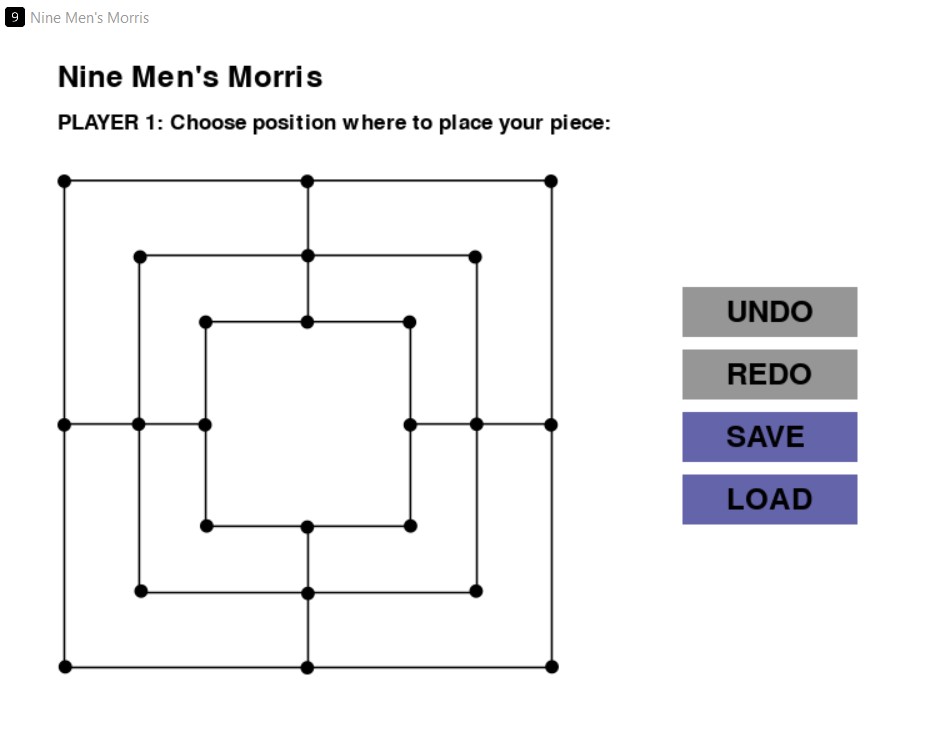 9 Nine Men's Morris
Nine Men's Morris
PLAYER 1: Choose position where to place your piece:
UNDO
REDO
SAVE
LOAD